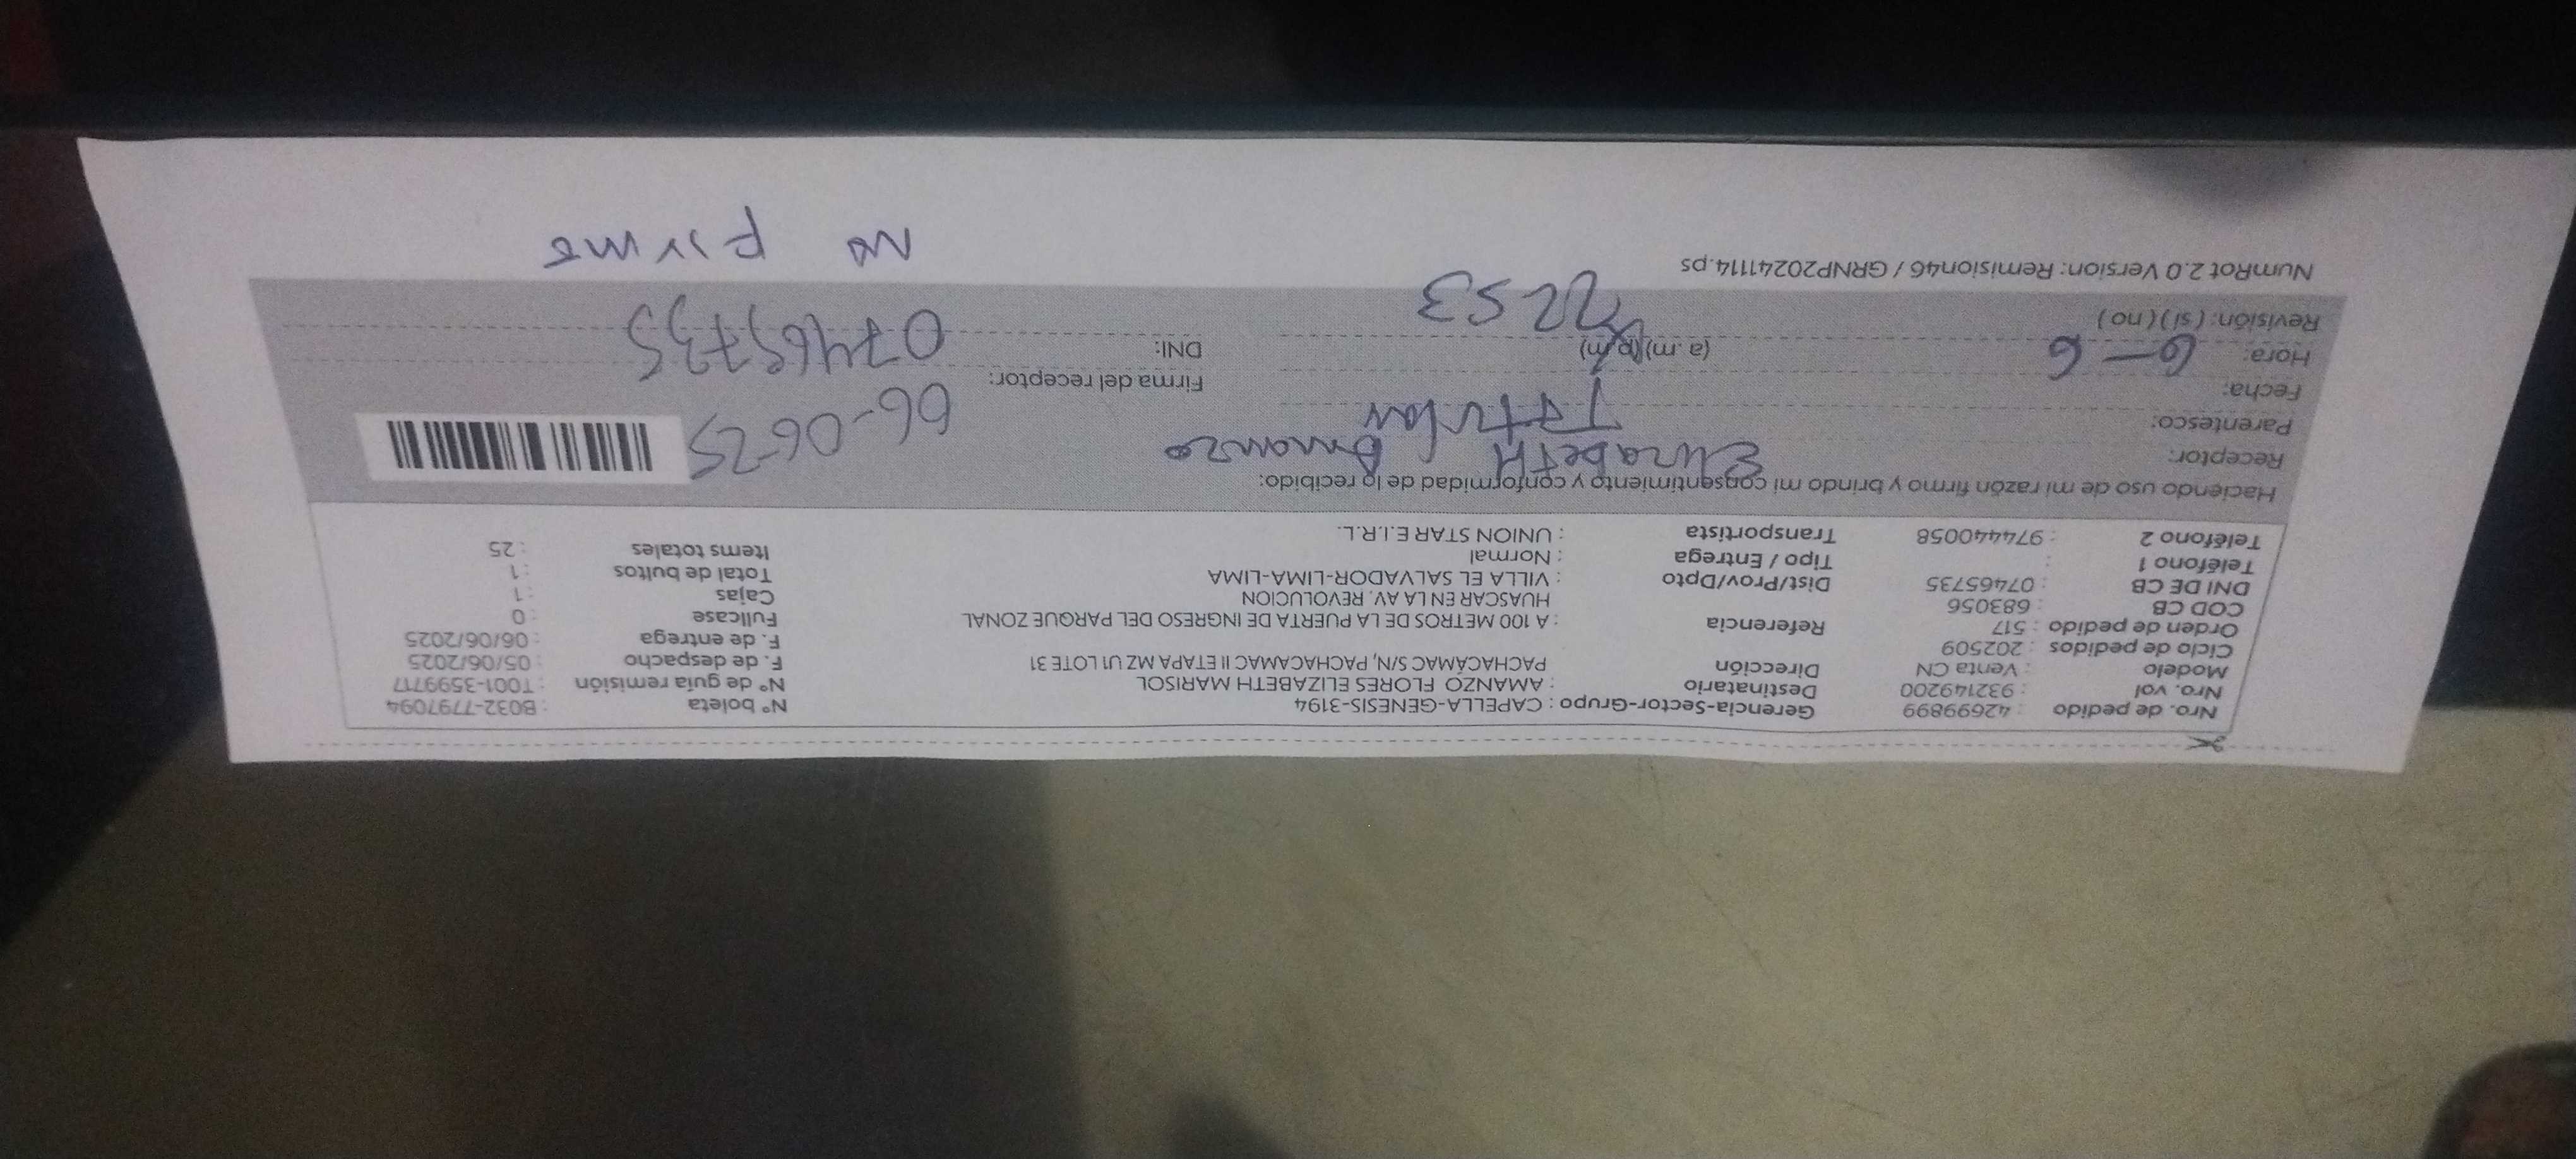 Nro. de pedido : 42699899 Gerencia-Sector-Grupo : CAPELLA-GENESIS-3194 N° boleta : B032-7797094
Nro. vol : 932149200 Destinatario : AMANZO FLORES ELIZABETH MARISOL N° de guía remisión : T001-3599717
Modelo : Venta CN Dirección PACHACÁMAC S/N, PACHACAMAC II ETAPA MZ U1 LOTE 31 F. de despacho : 05/06/2025
Ciclo de pedidos : 202509 F. de entrega : 06/06/2025
Orden de pedido : 517 Referencia : A 100 METROS DE LA PUERTA DE INGRESO DEL PARQUE ZONAL Fullcase : 0
COD CB : 683056 HUASCAR EN LA AV. REVOLUCION Cajas : 1
DNI DE CB : 07465735 Dist/Prov/Dpto : VILLA EL SALVADOR-LIMA-LIMA Total de bultos : 1
Teléfono 1 : Tipo / Entrega : Normal Items totales : 25
Teléfono 2 : 974440058 Transportista : UNION STAR E.I.R.L.
Haciendo uso de mi razón firmo y brindo mi consentimiento y conformidad de lo recibido:
Receptor: Elizabeth Amanzo
Parentesco: Titular 06-06-25
Fecha: Firma del receptor:
Hora: 6-6 (a.m) (p.m) DNI: 07465735
Revisión: (si) (no) 2253
NumRot 2.0 Version: Remision46 / GRNP20241114.ps
no firma